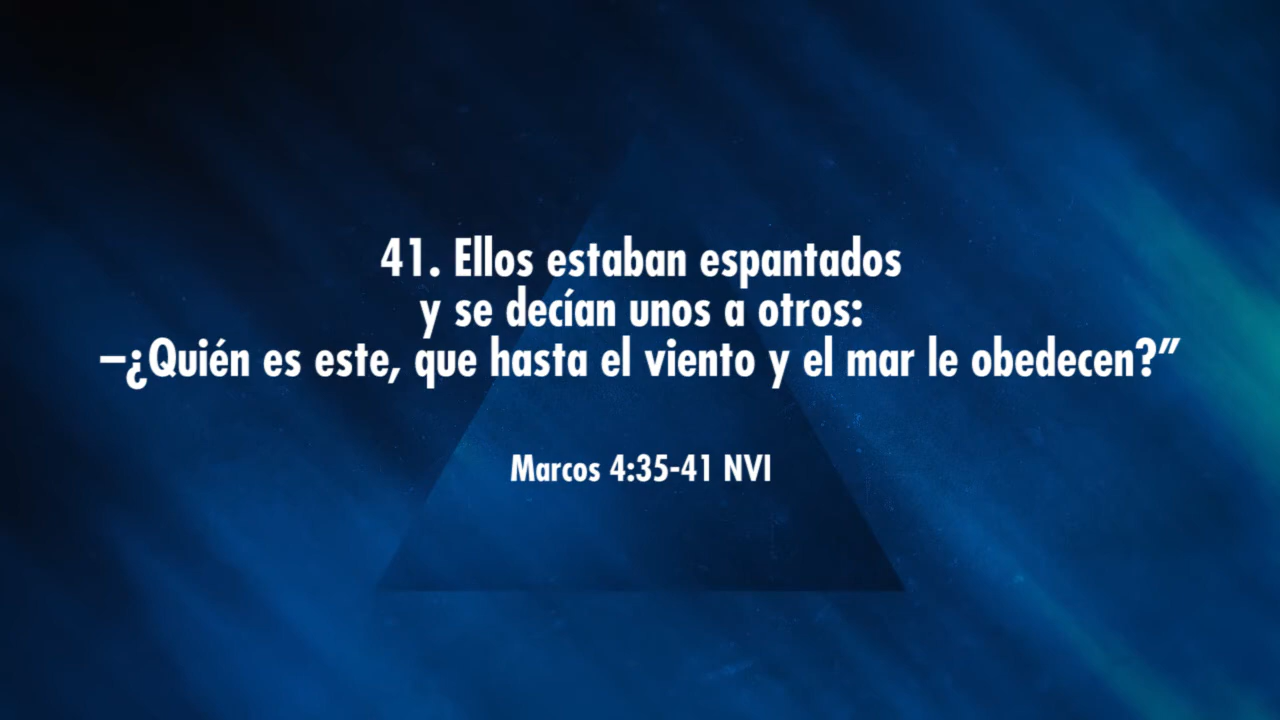 41. Ellos estaban espantados
y se decían unos a otros:
–¿Quién es este, que hasta el viento y el mar le obedecen?”
Marcos 4:35-41 NVI